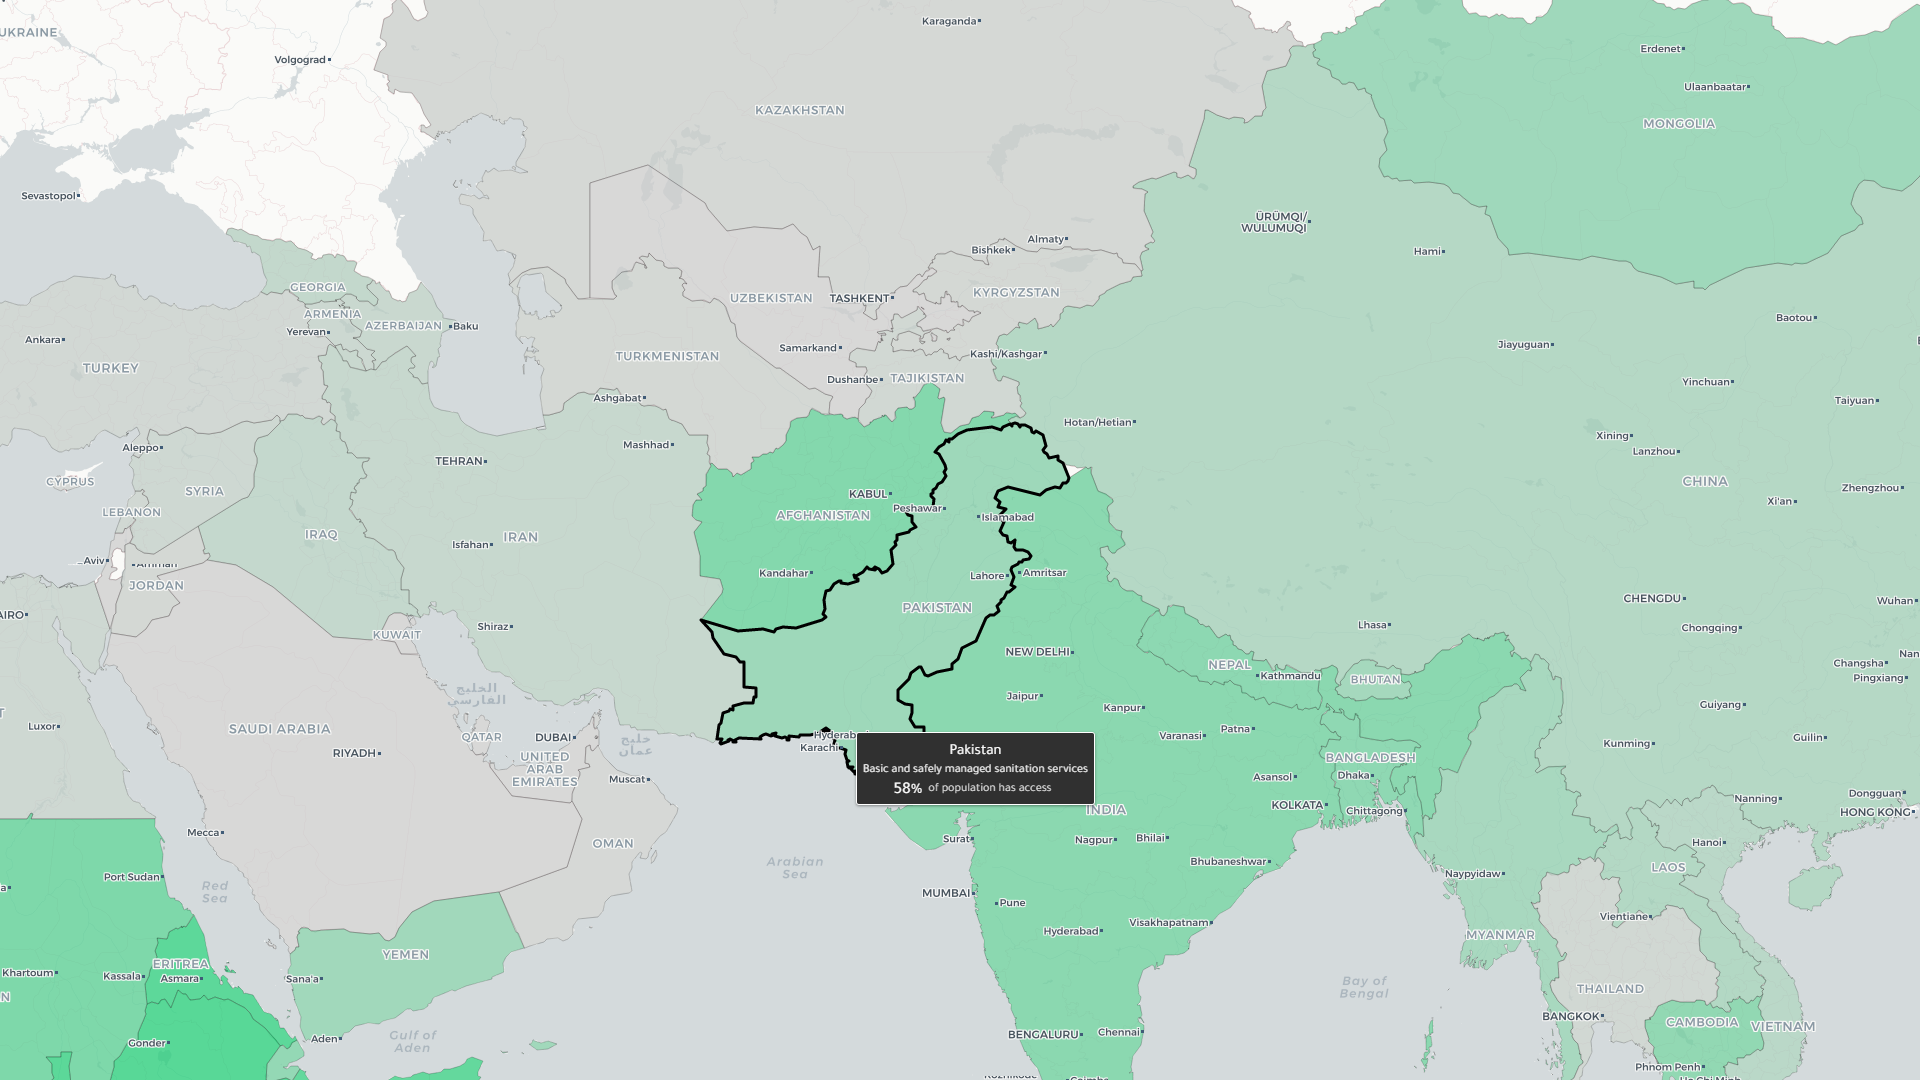 Karaganda
UKRAINE
Erdenet
Volgograd
Ulaanbaatar
KAZAKHSTAN
MONGOLIA
Sevastopol
ÜRÜMQI/
WULUMUQI
Almaty
Bishkek
Hami
GEORGIA
KYRGYZSTAN
UZBEKISTAN
TASHKENT
ARMENIA
Baotou
AZERBAIJAN
Baku
Yerevan
Ankara
Jiayuguan
Samarkand
Kashi/Kashgar
TURKMENISTAN
TURKEY
Dushanbe
TAJIKISTAN
Yinchuan
Ashgabat
Taiyuan
Hotan/Hetian
Xining
Mashhad
Aleppo
Lanzhou
TEHRAN
CYPRUS
CHINA
Zhengzhou
SYRIA
KABUL
Xi'an
LEBANON
Peshawar
AFGHANISTAN
Islamabad
IRAQ
IRAN
Isfahan
Aviv
Amman
Kandahar
Amritsar
Lahore
JORDAN
CHENGDU
Wuhan
PAKISTAN
AIRO
Shiraz
Lhasa
Chongqing
KUWAIT
NEW DELHI
Nan
Changsha
NEPAL
Kathmandu
BHUTAN
Pingxiang
الخليج
الفارسي
Jaipur
Kanpur
Guiyang
T
Luxor
SAUDI ARABIA
Patna
QATAR
DUBAI
خليج
عمان
Hyderabad
Varanasi
Guilin
Karachi
Kunming
RIYADH
Pakistan
Basic and safely managed sanitation services
58% of population has access
UNITED
ARAB
EMIRATES
BANGLADESH
Muscat
Asansol
Dhaka
Dongguan
Nanning
KOLKATA
INDIA
Chittagong
HONG KONG
Mecca
OMAN
Surat
Nagpur
Bhilai
Hanoi
Arabian
Sea
Bhubaneshwar
LAOS
Port Sudan
a
Red
Sea
Naypyidaw
MUMBAI
Pune
Vientiane
Visakhapatnam
Hyderabad
MYANMAR
YEMEN
ERITREA
Khartoum
Kassala
Asmara
Sana'a
Bay of
Bengal
THAILAND
N
BANGKOK
CAMBODIA
VIETNAM
BENGALURU
Chennai
Aden
Gulf of
Aden
Gonder
Phnom Penh
Kozhikode
Ho Chi Minh